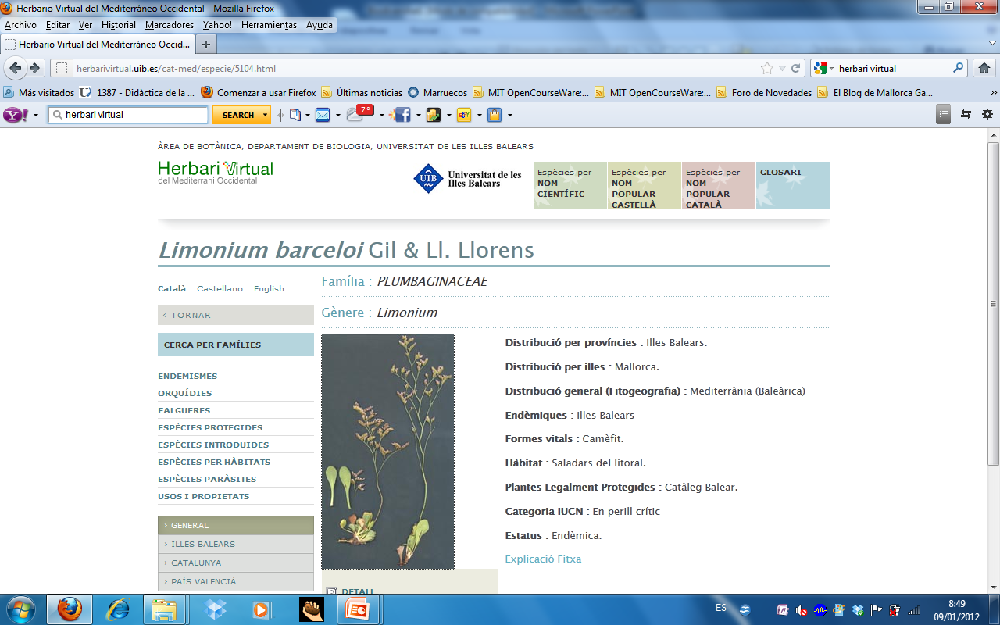 Herbario Virtual del Mediterráneo Occidental - Mozilla Firefox
Archivo Editar Ver Historial Marcadores Yahoo! Herramientas Ayuda
Herbario Virtual del Mediterráneo Occid...
herbarivirtual.uib.es/cat-med/especie/5104.html
herbari virtual
Más visitados 1387 - Didàctica de la ... Comenzar a usar Firefox Últimas noticias Marruecos MIT OpenCourseWare:... MIT OpenCourseWare:... Foro de Novedades El Blog de Mallorca Ga...
Y! herbari virtual SEARCH 7° ebY
ÀREA DE BOTÀNICA, DEPARTAMENT DE BIOLOGIA, UNIVERSITAT DE LES ILLES BALEARS
Herbari Virtual
del Mediterrani Occidental
UIB
Universitat de les
Illes Balears
Espècies per
NOM
CIENTÍFIC
Espècies per
NOM
POPULAR
CASTELLÀ
Espècies per
NOM
POPULAR
CATALÀ
GLOSARI
Limonium barceloi Gil & Ll. Llorens
Català Castellano English
‹ TORNAR
CERCA PER FAMÍLIES
ENDEMISMES
ORQUÍDIES
FALGUERES
ESPÈCIES PROTEGIDES
ESPÈCIES INTRODUÏDES
ESPÈCIES PER HÀBITATS
ESPÈCIES PARÀSITES
USOS I PROPIETATS
› GENERAL
› ILLES BALEARS
› CATALUNYA
› PAÍS VALENCIÀ
Família : PLUMBAGINACEAE
Gènere : Limonium
Distribució per províncies : Illes Balears.
Distribució per illes : Mallorca.
Distribució general (Fitogeografia) : Mediterrània (Baleàrica)
Endèmiques : Illes Balears
Formes vitals : Camèfit.
Hàbitat : Saladars del litoral.
Plantes Legalment Protegides : Catàleg Balear.
Categoria IUCN : En perill crític
Estatus : Endèmica.
Explicació Fitxa
DETALL
ES
8:49
09/01/2012